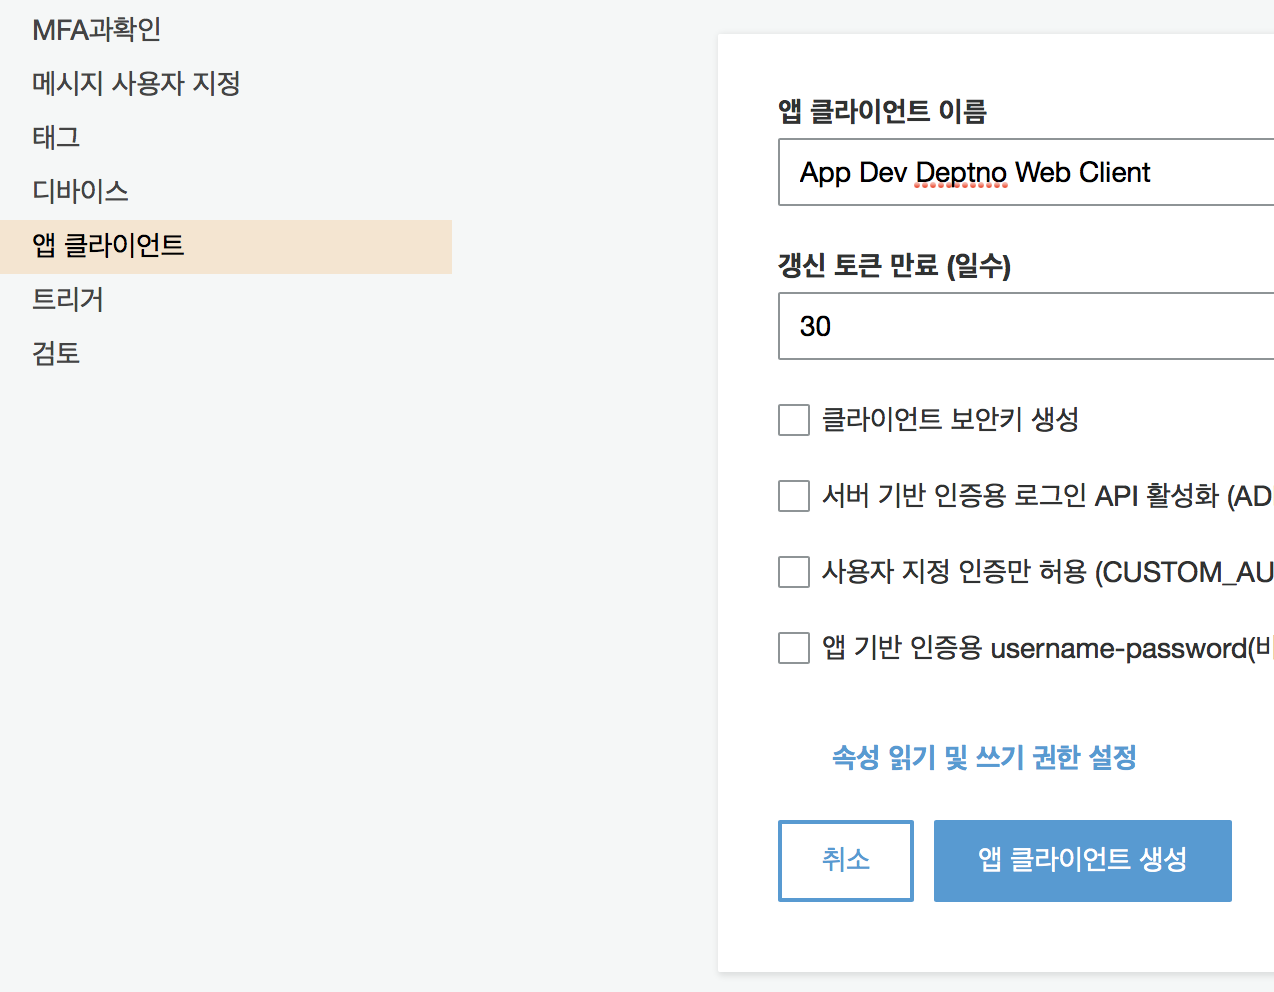 MFA과확인
메시지 사용자 지정
태그
디바이스
앱 클라이언트
트리거
검토
앱 클라이언트 이름
App Dev Deptno Web Client
갱신 토큰 만료 (일수)
30
클라이언트 보안키 생성
서버 기반 인증용 로그인 API 활성화 (AD
사용자 지정 인증만 허용 (CUSTOM_AU
앱 기반 인증용 username-password(비
속성 읽기 및 쓰기 권한 설정
취소
앱 클라이언트 생성